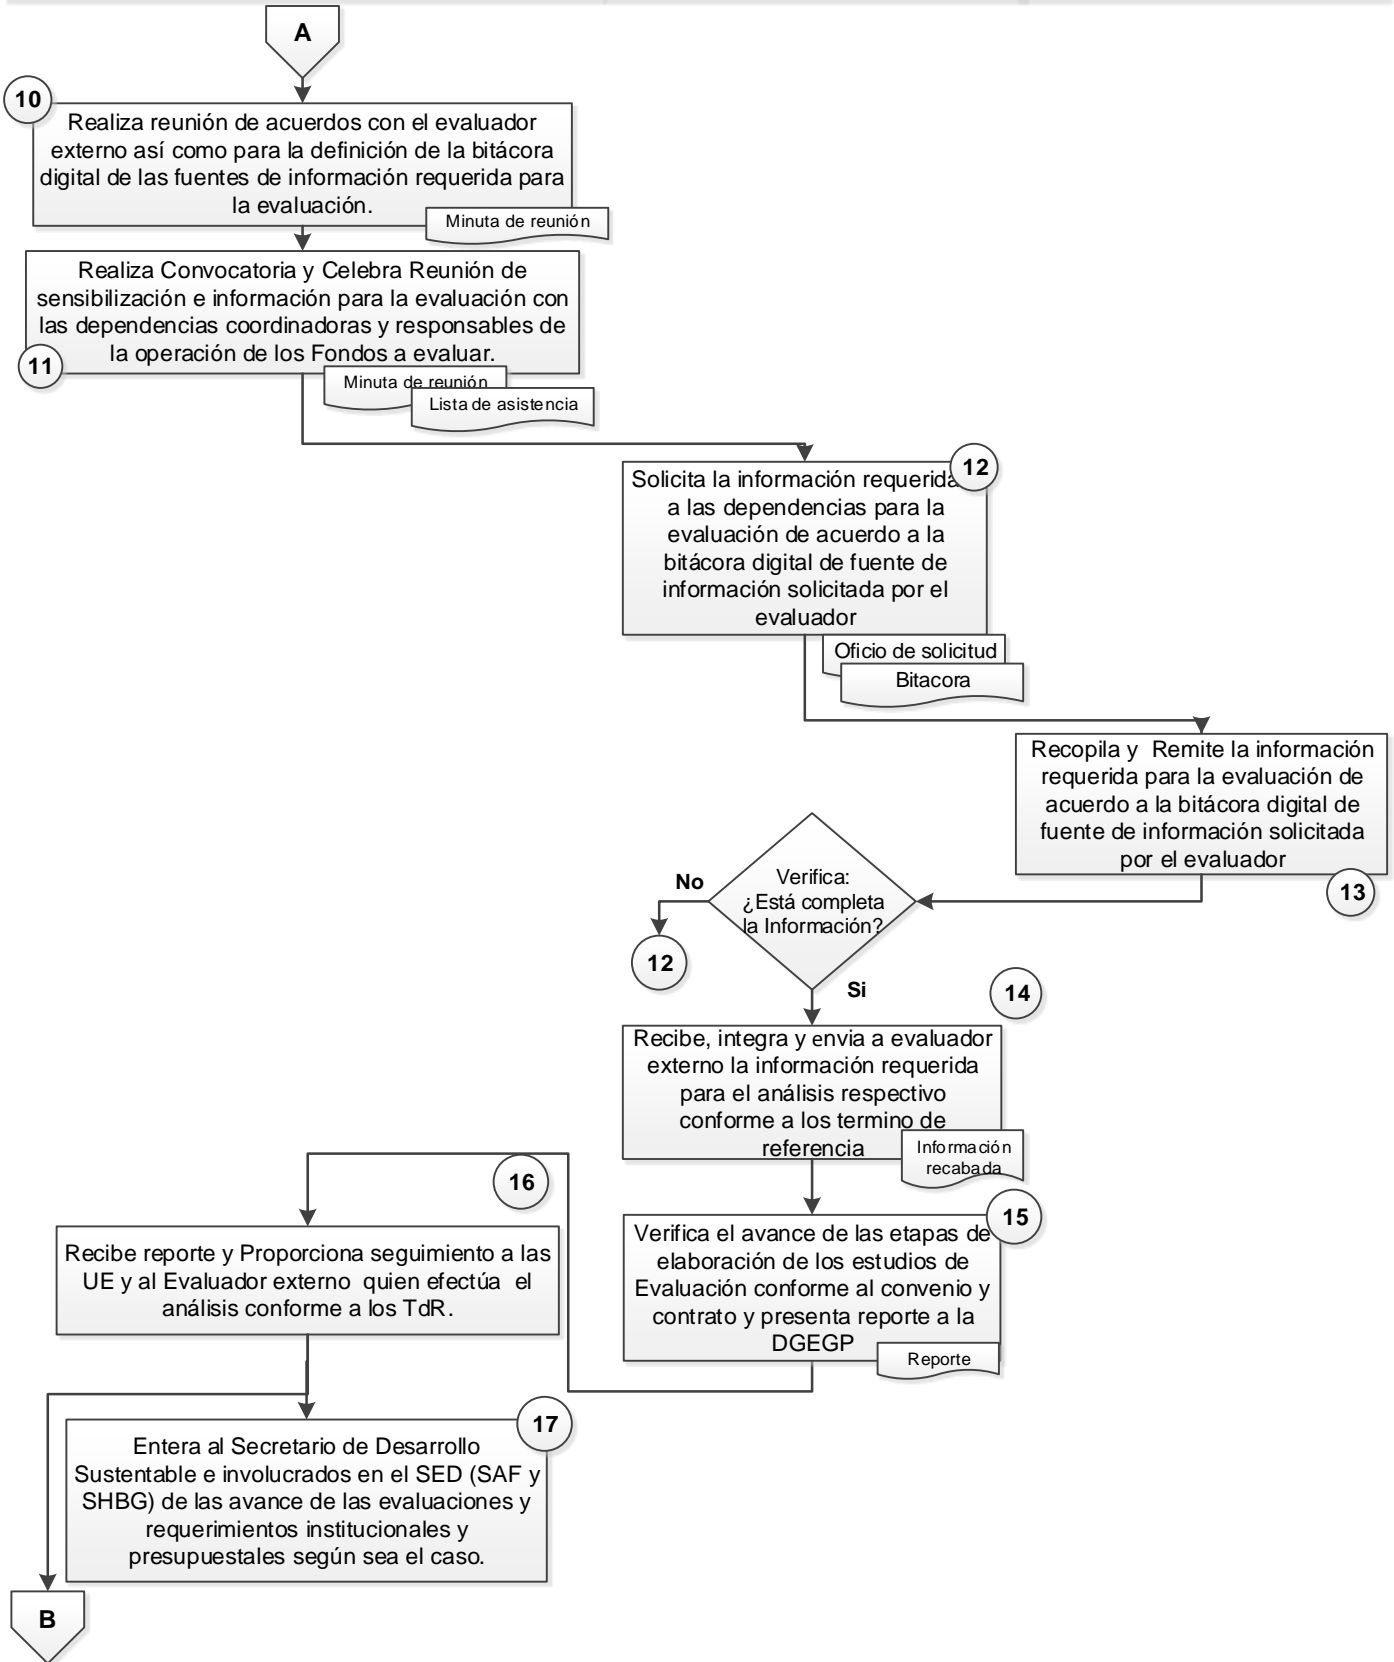 A
10
Realiza reunión de acuerdos con el evaluador
externo así como para la definición de la bitácora
digital de las fuentes de información requerida para
la evaluación.
Minuta de reunión
Realiza Convocatoria y Celebra Reunión de
sensibilización e información para la evaluación con
las dependencias coordinadoras y responsables de
la operación de los Fondos a evaluar.
11
Minuta de reunión
Lista de asistencia
12
Solicita la información requerida
a las dependencias para la
evaluación de acuerdo a la
bitácora digital de fuente de
información solicitada por el
evaluador
Oficio de solicitud
Bitacora
Recopila y Remite la información
requerida para la evaluación de
acuerdo a la bitácora digital de
fuente de información solicitada
por el evaluador
13
Verifica:
¿Está completa
la Información?
No
12
Si
14
Recibe, integra y envia a evaluador
externo la información requerida
para el análisis respectivo
conforme a los termino de
referencia
Información
recabada
15
Verifica el avance de las etapas de
elaboración de los estudios de
Evaluación conforme al convenio y
contrato y presenta reporte a la
DGEGP
Reporte
16
Recibe reporte y Proporciona seguimiento a las
UE y al Evaluador externo quien efectúa el
análisis conforme a los TdR.
17
Entera al Secretario de Desarrollo
Sustentable e involucrados en el SED (SAF y
SHBG) de las avance de las evaluaciones y
requerimientos institucionales y
presupuestales según sea el caso.
B